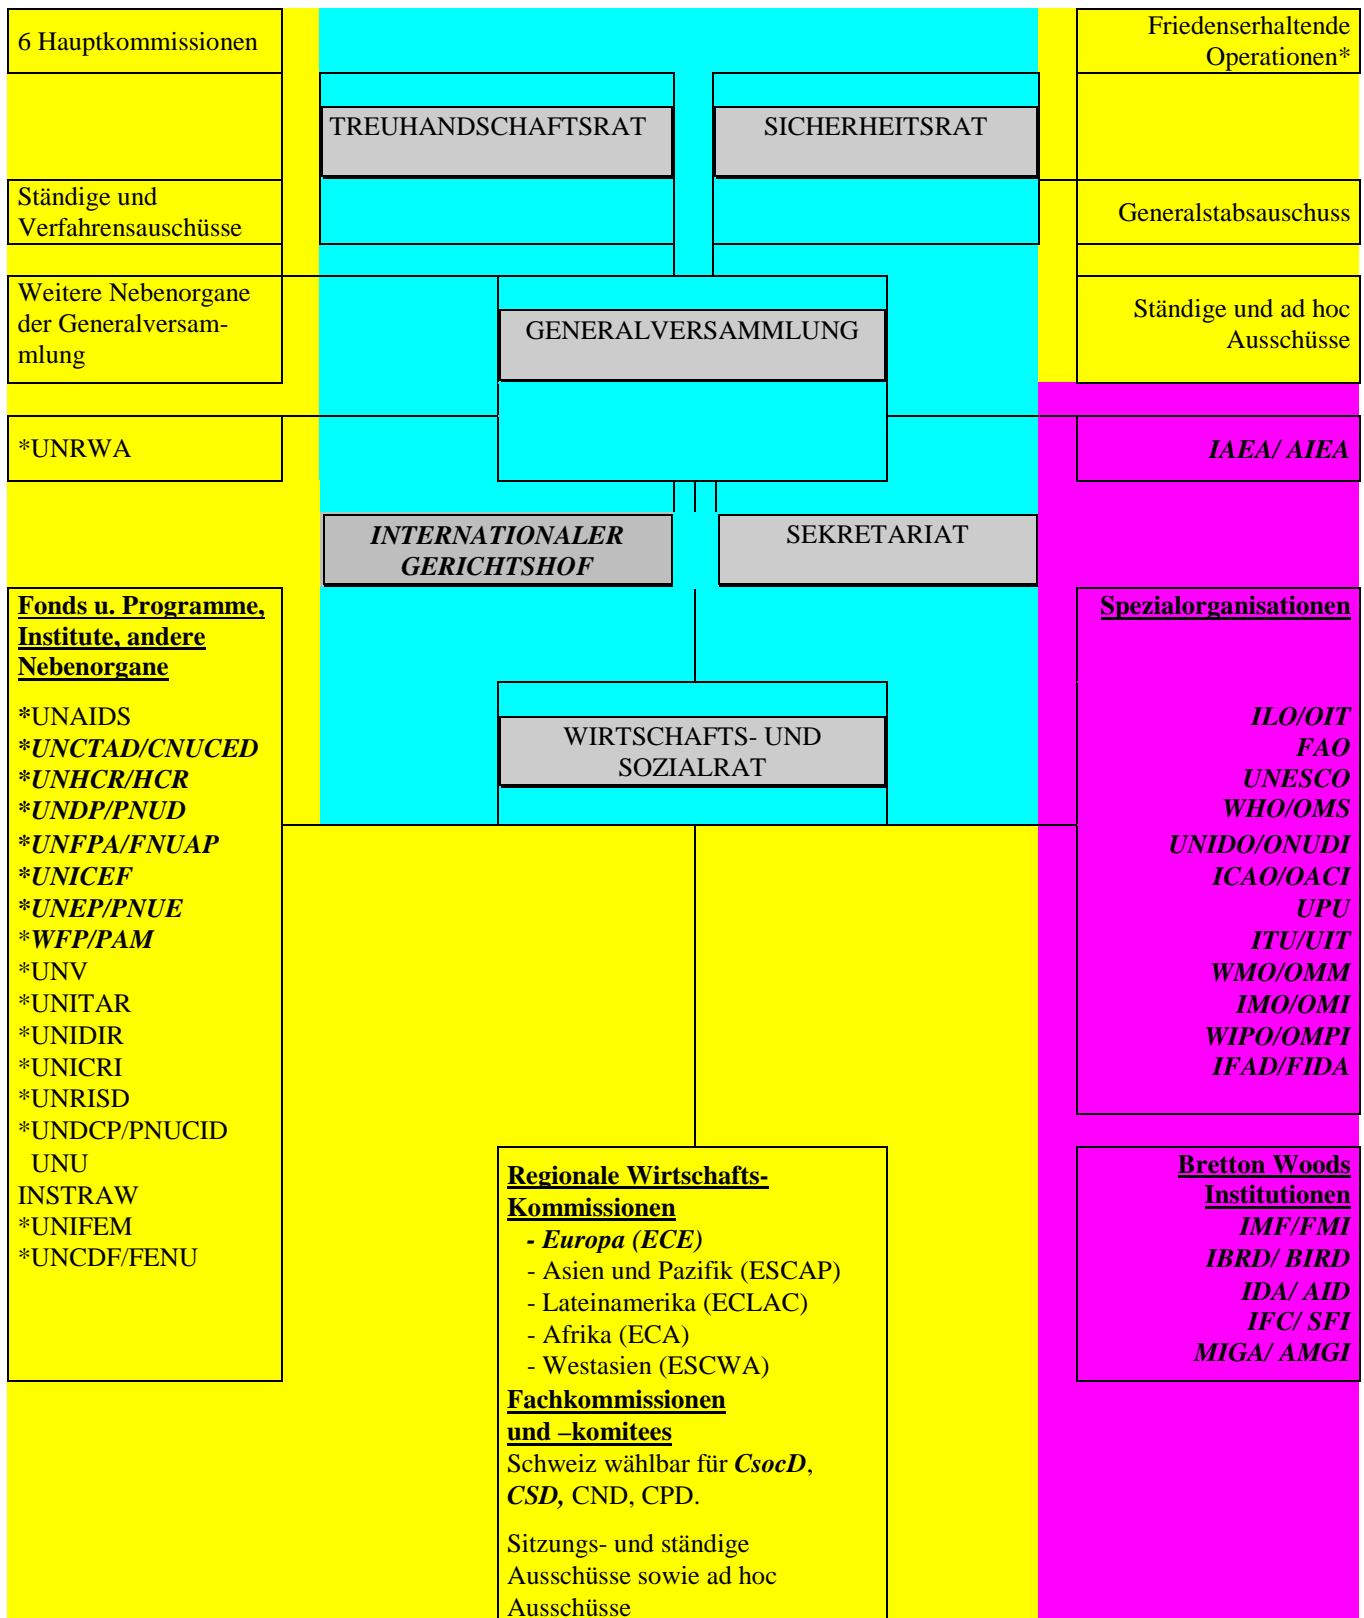 6 Hauptkommissionen
Friedenserhaltende
Operationen*
TREUHANDSCHAFTSRAT
SICHERHEITSRAT
Ständige und
Verfahrensauschüsse
Generalstabsauschuss
Weitere Nebenorgane
der Generalversam-
mlung
GENERALVERSAMMLUNG
Ständige und ad hoc
Ausschüsse
*UNRWA
IAEA/ AIEA
INTERNATIONALER
GERICHTSHOF
SEKRETARIAT
Fonds u. Programme,
Institute, andere
Nebenorgane
*UNAIDS
*UNCTAD/CNUCED
*UNHCR/HCR
*UNDP/PNUD
*UNFPA/FNUAP
*UNICEF
*UNEP/PNUE
*WFP/PAM
*UNV
*UNITAR
*UNIDIR
*UNICRI
*UNRISD
*UNDCP/PNUCID
UNU
INSTRAW
*UNIFEM
*UNCDF/FENU
WIRTSCHAFTS- UND
SOZIALRAT
Spezialorganisationen
ILO/OIT
FAO
UNESCO
WHO/OMS
UNIDO/ONUDI
ICAO/OACI
UPU
ITU/UIT
WMO/OMM
IMO/OMI
WIPO/OMPI
IFAD/FIDA
Regionale Wirtschafts-
Kommissionen
- Europa (ECE)
- Asien und Pazifik (ESCAP)
- Lateinamerika (ECLAC)
- Afrika (ECA)
- Westasien (ESCWA)
Fachkommissionen
und –komitees
Schweiz wählbar für CsocD,
CSD, CND, CPD.
Sitzungs- und ständige
Ausschüsse sowie ad hoc
Ausschüsse
Bretton Woods
Institutionen
IMF/FMI
IBRD/ BIRD
IDA/ AID
IFC/ SFI
MIGA/ AMGI